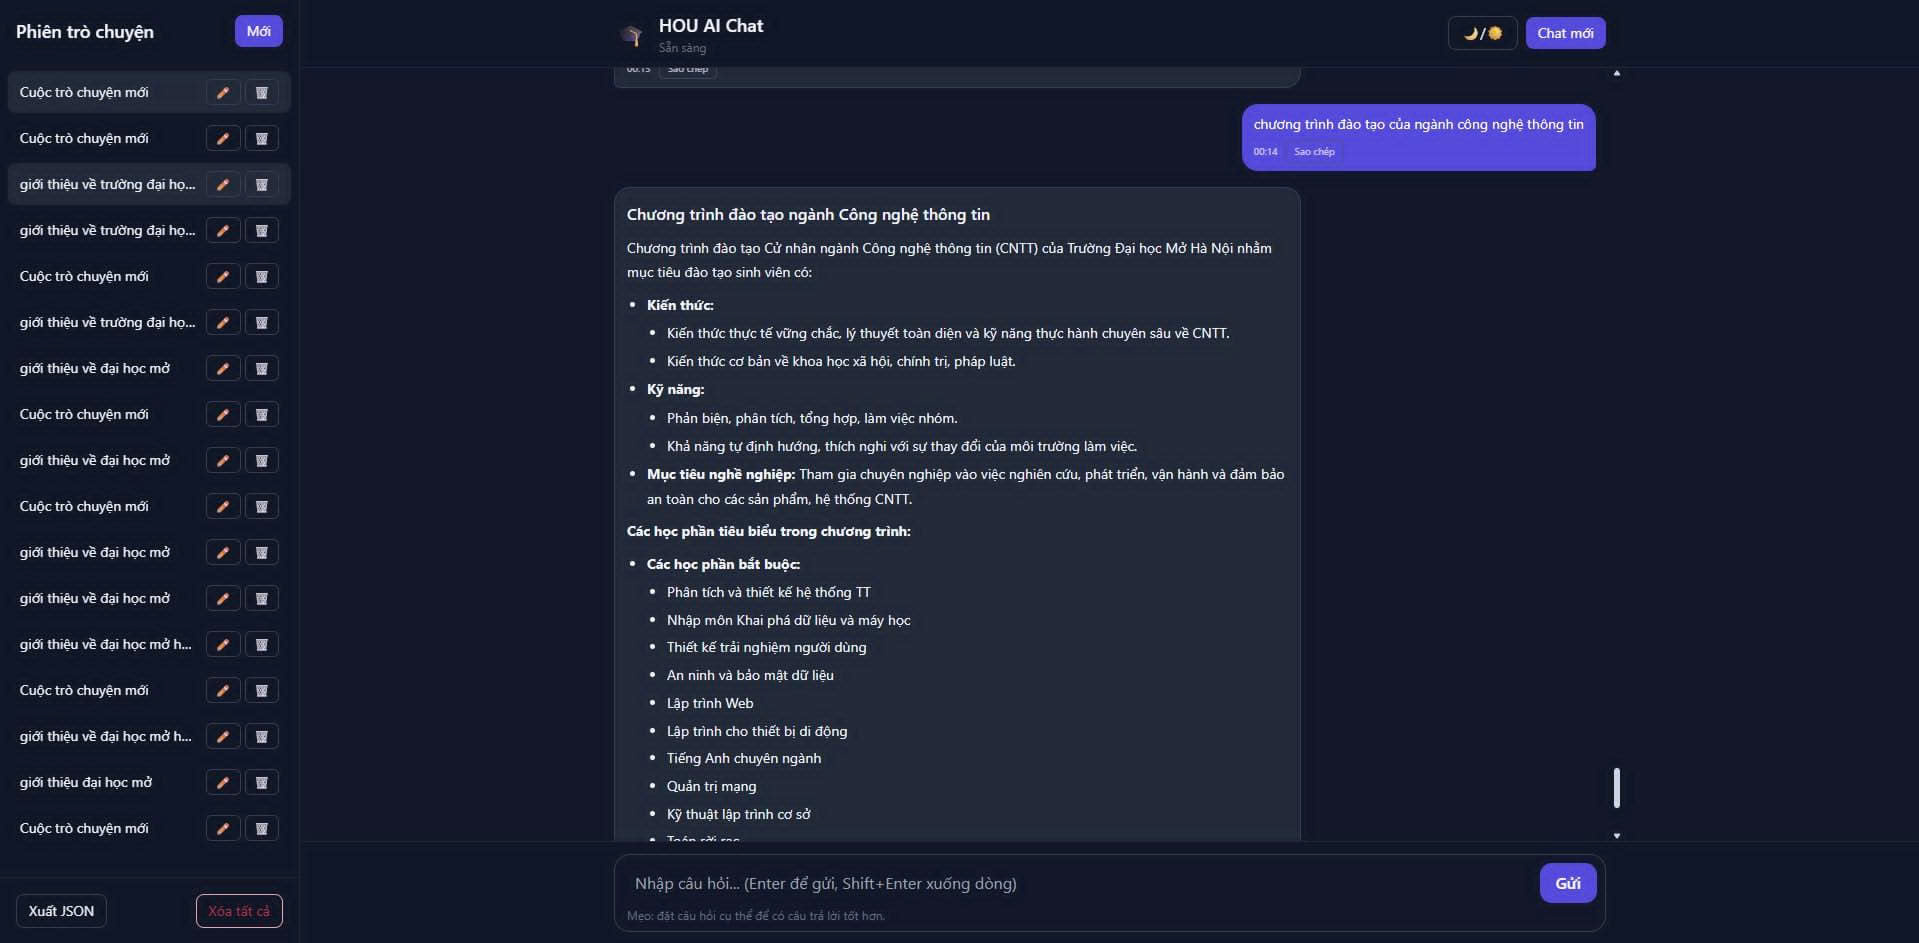 Phiên trò chuyện
Mới
Cuộc trò chuyện mới
Cuộc trò chuyện mới
giới thiệu về trường đại họ...
giới thiệu về trường đại họ...
Cuộc trò chuyện mới
giới thiệu về trường đại họ...
giới thiệu về đại học mở
Cuộc trò chuyện mới
giới thiệu về đại học mở
Cuộc trò chuyện mới
giới thiệu về đại học mở
giới thiệu về đại học mở
giới thiệu về đại học mở h...
Cuộc trò chuyện mới
giới thiệu về đại học mở h...
giới thiệu đại học mở
Cuộc trò chuyện mới
Xuất JSON
Xóa tất cả
HOU AI Chat
Sẵn sàng
/
Chat mới
00:13 Sao chép
chương trình đào tạo của ngành công nghệ thông tin
00:14 Sao chép
Chương trình đào tạo ngành Công nghệ thông tin
Chương trình đào tạo Cử nhân ngành Công nghệ thông tin (CNTT) của Trường Đại học Mở Hà Nội nhằm
mục tiêu đào tạo sinh viên có:
• Kiến thức:
• Kiến thức thực tế vững chắc, lý thuyết toàn diện và kỹ năng thực hành chuyên sâu về CNTT.
• Kiến thức cơ bản về khoa học xã hội, chính trị, pháp luật.
• Kỹ năng:
• Phản biện, phân tích, tổng hợp, làm việc nhóm.
• Khả năng tự định hướng, thích nghi với sự thay đổi của môi trường làm việc.
• Mục tiêu nghề nghiệp: Tham gia chuyên nghiệp vào việc nghiên cứu, phát triển, vận hành và đảm bảo
an toàn cho các sản phẩm, hệ thống CNTT.
Các học phần tiêu biểu trong chương trình:
• Các học phần bắt buộc:
• Phân tích và thiết kế hệ thống TT
• Nhập môn Khai phá dữ liệu và máy học
• Thiết kế trải nghiệm người dùng
• An ninh và bảo mật dữ liệu
• Lập trình Web
• Lập trình cho thiết bị di động
• Tiếng Anh chuyên ngành
• Quản trị mạng
• Kỹ thuật lập trình cơ sở
• Toán rời rạc
Nhập câu hỏi... (Enter để gửi, Shift+Enter xuống dòng)
Gửi
Mẹo: đặt câu hỏi cụ thể để có câu trả lời tốt hơn.